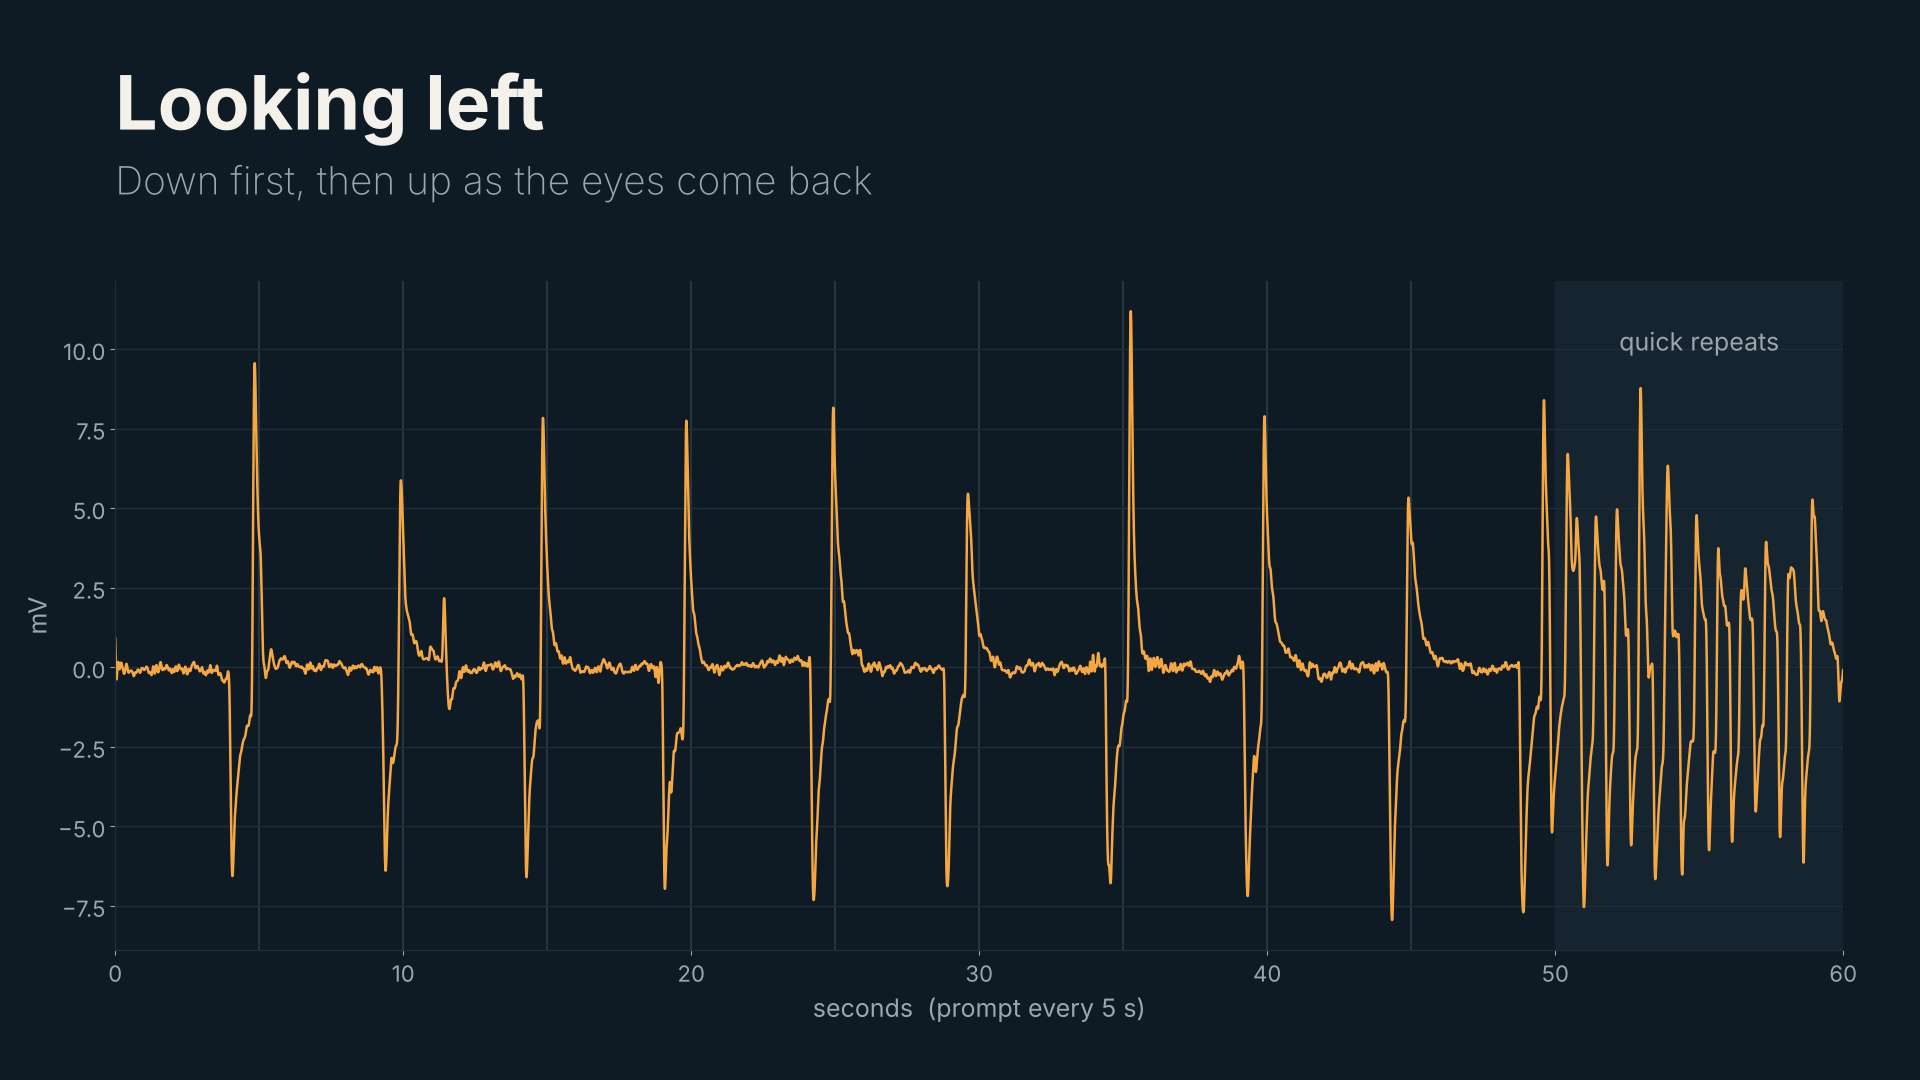 Looking left
Down first, then up as the eyes come back
quick repeats
mV
10.0
7.5
5.0
2.5
0.0
−2.5
−5.0
−7.5
0 10 20 30 40 50 60
seconds (prompt every 5 s)